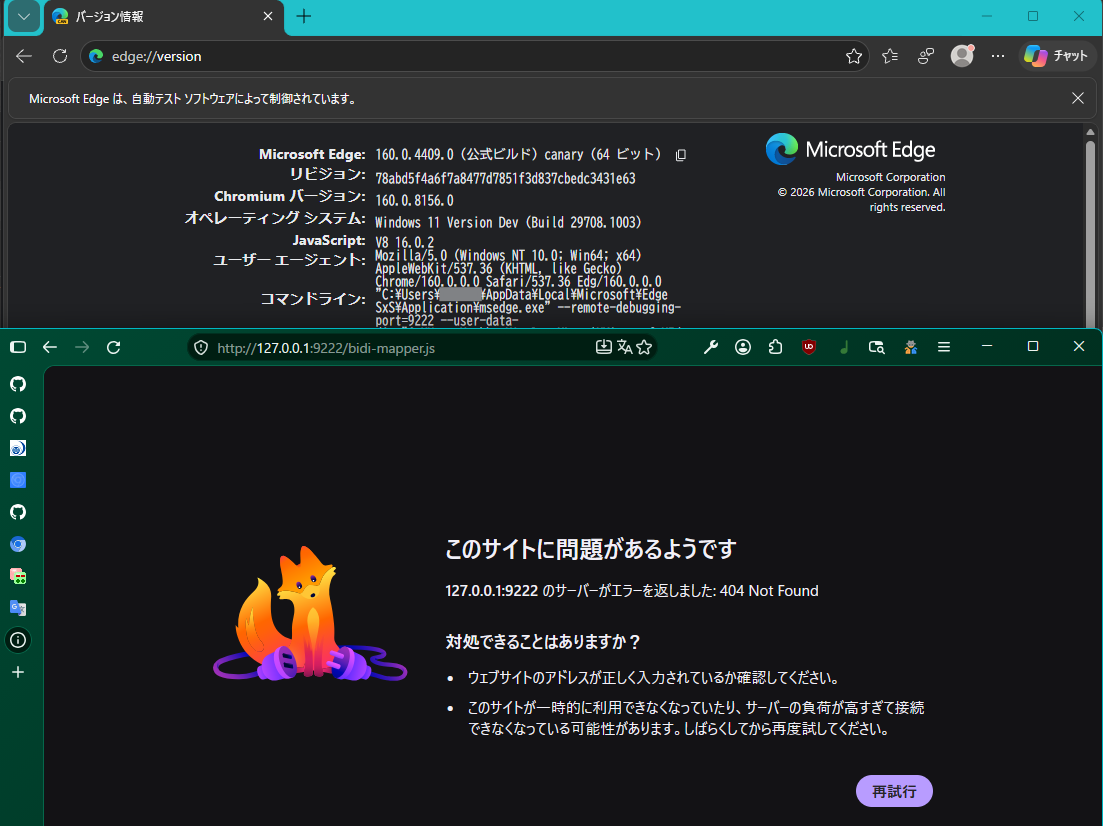 バージョン情報
edge://version
チャット
Microsoft Edge は、自動テスト ソフトウェアによって制御されています。
Microsoft Edge: 160.0.4409.0 (公式ビルド) canary (64 ビット)
リビジョン: 78abd5f4a6f7a8477d7851f3d837cbedc3431e63
Chromium バージョン: 160.0.8156.0
オペレーティング システム: Windows 11 Version Dev (Build 29708.1003)
JavaScript: V8 16.0.2
ユーザー エージェント: Mozilla/5.0 (Windows NT 10.0; Win64; x64)
AppleWebKit/537.36 (KHTML, like Gecko)
Chrome/160.0.0.0 Safari/537.36 Edg/160.0.0.0
コマンドライン: "C:¥Users¥ ¥AppData¥Local¥Microsoft¥Edge
SxS¥Application¥msedge.exe" --remote-debugging-
port=9222 --user-data-
Microsoft Edge
Microsoft Corporation
© 2026 Microsoft Corporation. All
rights reserved.
http://127.0.0.1:9222/bidi-mapper.js
このサイトに問題があるようです
127.0.0.1:9222 のサーバーがエラーを返しました: 404 Not Found
対処できることはありますか？
• ウェブサイトのアドレスが正しく入力されているか確認してください。
• このサイトが一時的に利用できなくなっていたり、サーバーの負荷が高すぎて接続
できなくなっている可能性があります。しばらくしてから再度試してください。
再試行